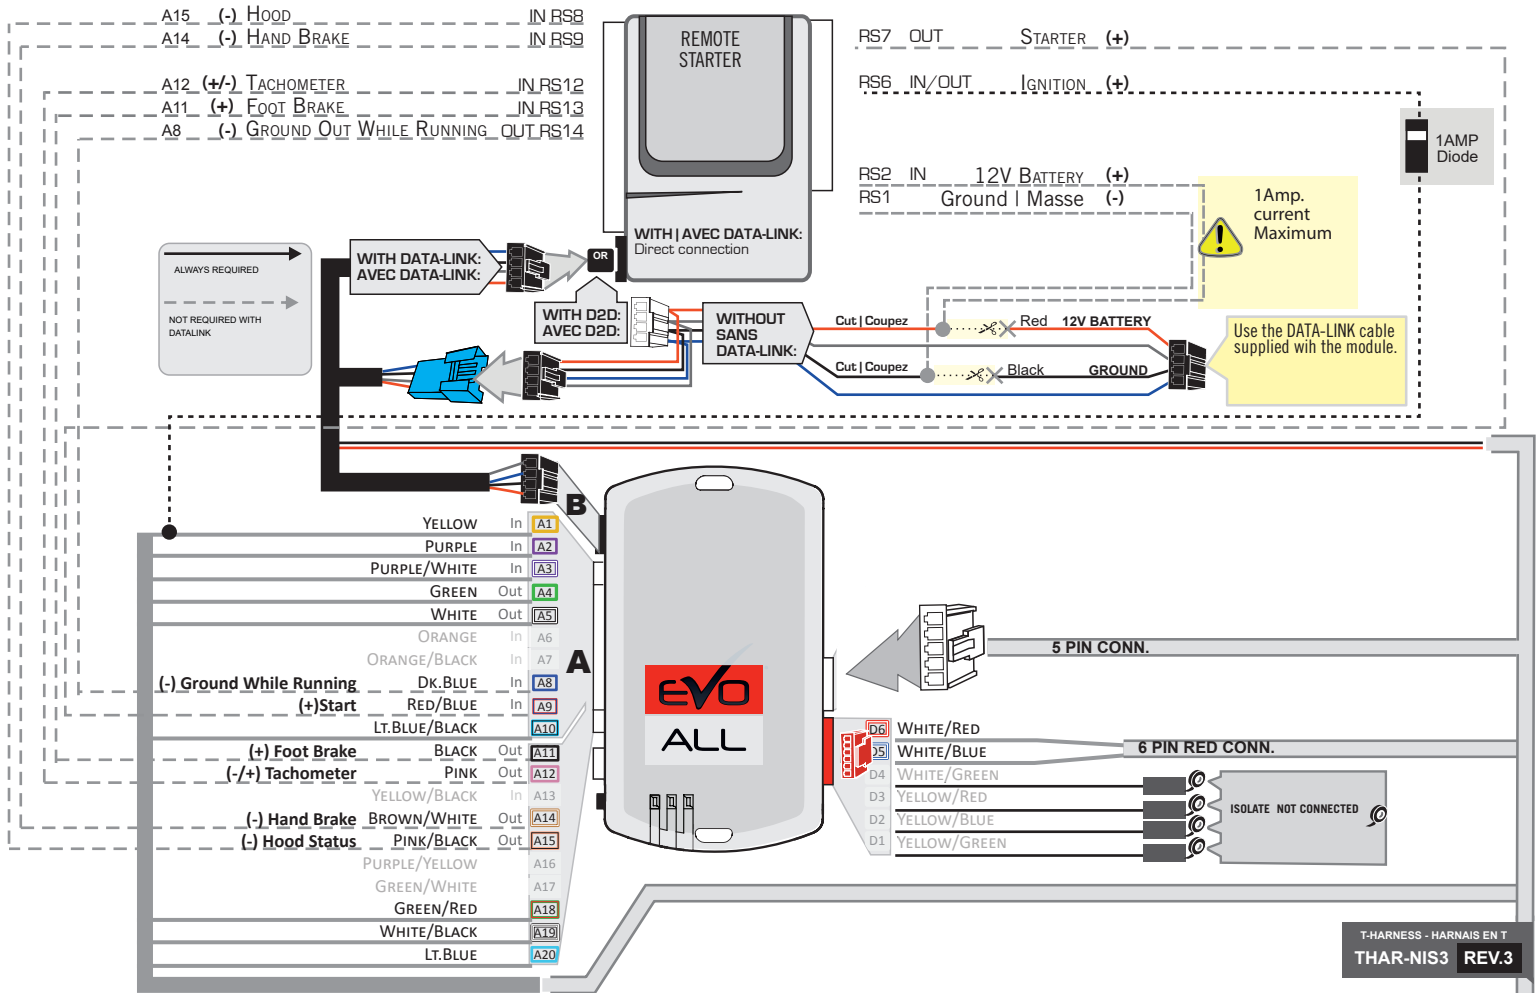 A15 (-) HOOD IN RS8
A14 (-) HAND BRAKE IN RS9
A12 (+/-) TACHOMETER IN RS12
A11 (+) FOOT BRAKE IN RS13
A8 (-) GROUND OUT WHILE RUNNING OUT RS14
REMOTE
STARTER
WITH | AVEC DATA-LINK:
Direct connection
RS7 OUT STARTER (+)
RS6 IN/OUT IGNITION (+)
1AMP
Diode
RS2 IN 12V BATTERY (+)
RS1 Ground | Masse (-)
1Amp.
current
Maximum
ALWAYS REQUIRED
NOT REQUIRED WITH
DATALINK
WITH DATA-LINK:
AVEC DATA-LINK:
OR
WITH D2D:
AVEC D2D:
WITHOUT
SANS
DATA-LINK:
Cut | Coupez Red 12V BATTERY
Cut | Coupez Black GROUND
Use the DATA-LINK cable
supplied wih the module.
B
YELLOW In A1
PURPLE In A2
PURPLE/WHITE In A3
GREEN Out A4
WHITE Out A5
ORANGE In A6
ORANGE/BLACK In A7
A
(-) Ground While Running DK.BLUE In A8
(+)Start RED/BLUE In A9
LT.BLUE/BLACK A10
(+) Foot Brake BLACK Out A11
(-/+) Tachometer PINK Out A12
YELLOW/BLACK In A13
(-) Hand Brake BROWN/WHITE Out A14
(-) Hood Status PINK/BLACK Out A15
PURPLE/YELLOW A16
GREEN/WHITE A17
GREEN/RED A18
WHITE/BLACK A19
LT.BLUE A20
EVO
ALL
5 PIN CONN.
D6 WHITE/RED
D5 WHITE/BLUE
6 PIN RED CONN.
D4 WHITE/GREEN
D3 YELLOW/RED
D2 YELLOW/BLUE
D1 YELLOW/GREEN
ISOLATE NOT CONNECTED
T-HARNESS - HARNAIS EN T
THAR-NIS3 REV.3